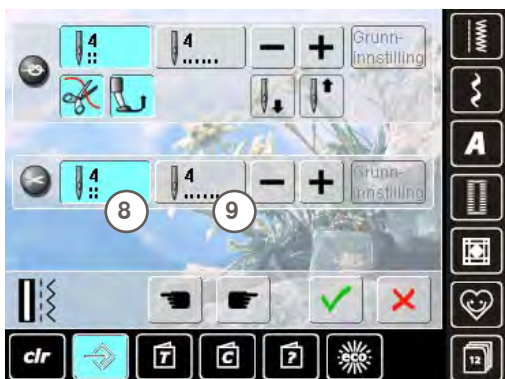 4 4 Grunn-
innstilling
4 4 Grunn-
innstilling
8 9
A
clr T C ? eco 12